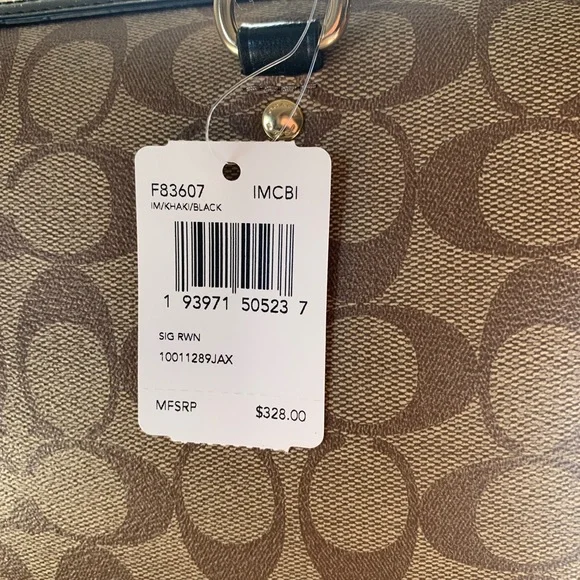 F83607 IMCBI
IM/KHAKI/BLACK
1 93971 50523 7
SIG RWN
10011289JAX
MFSRP $328.00